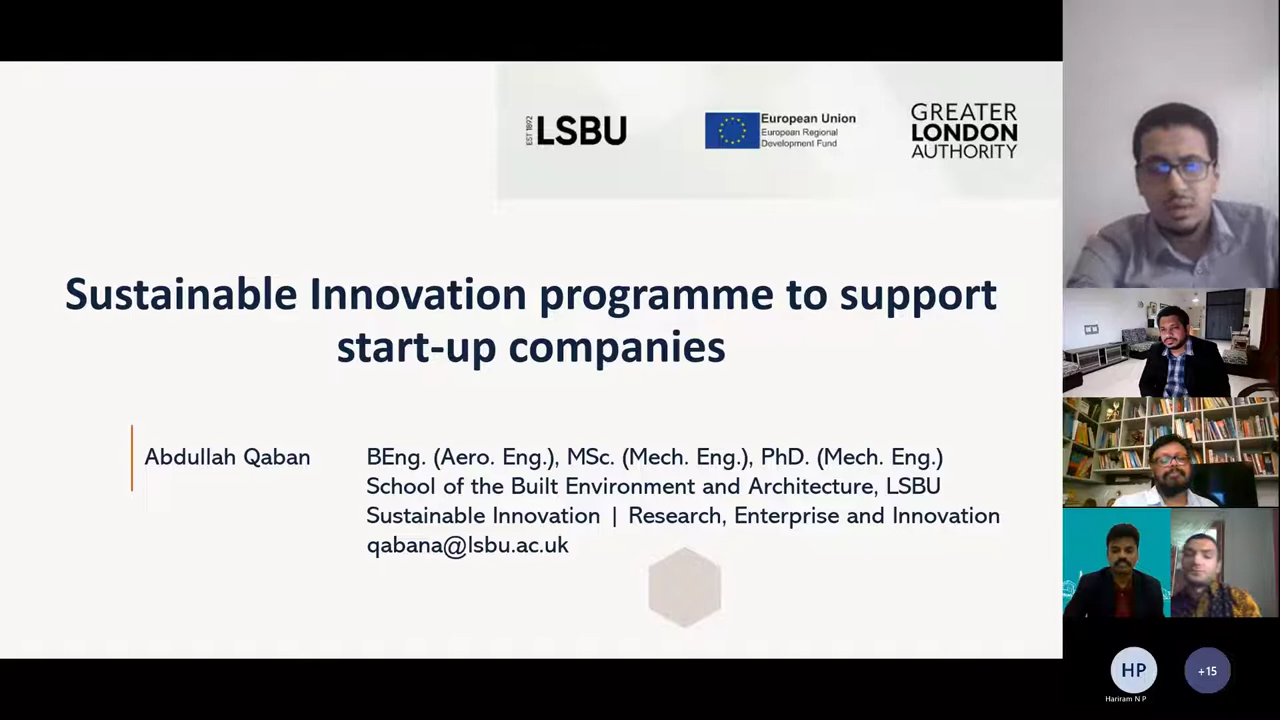 EST 1892
LSBU
European Union
European Regional
Development Fund
GREATER
LONDON
AUTHORITY
Sustainable Innovation programme to support
start-up companies
Abdullah Qaban
BEng. (Aero. Eng.), MSc. (Mech. Eng.), PhD. (Mech. Eng.)
School of the Built Environment and Architecture, LSBU
Sustainable Innovation | Research, Enterprise and Innovation
qabana@lsbu.ac.uk
HP
+15
Hariram N P